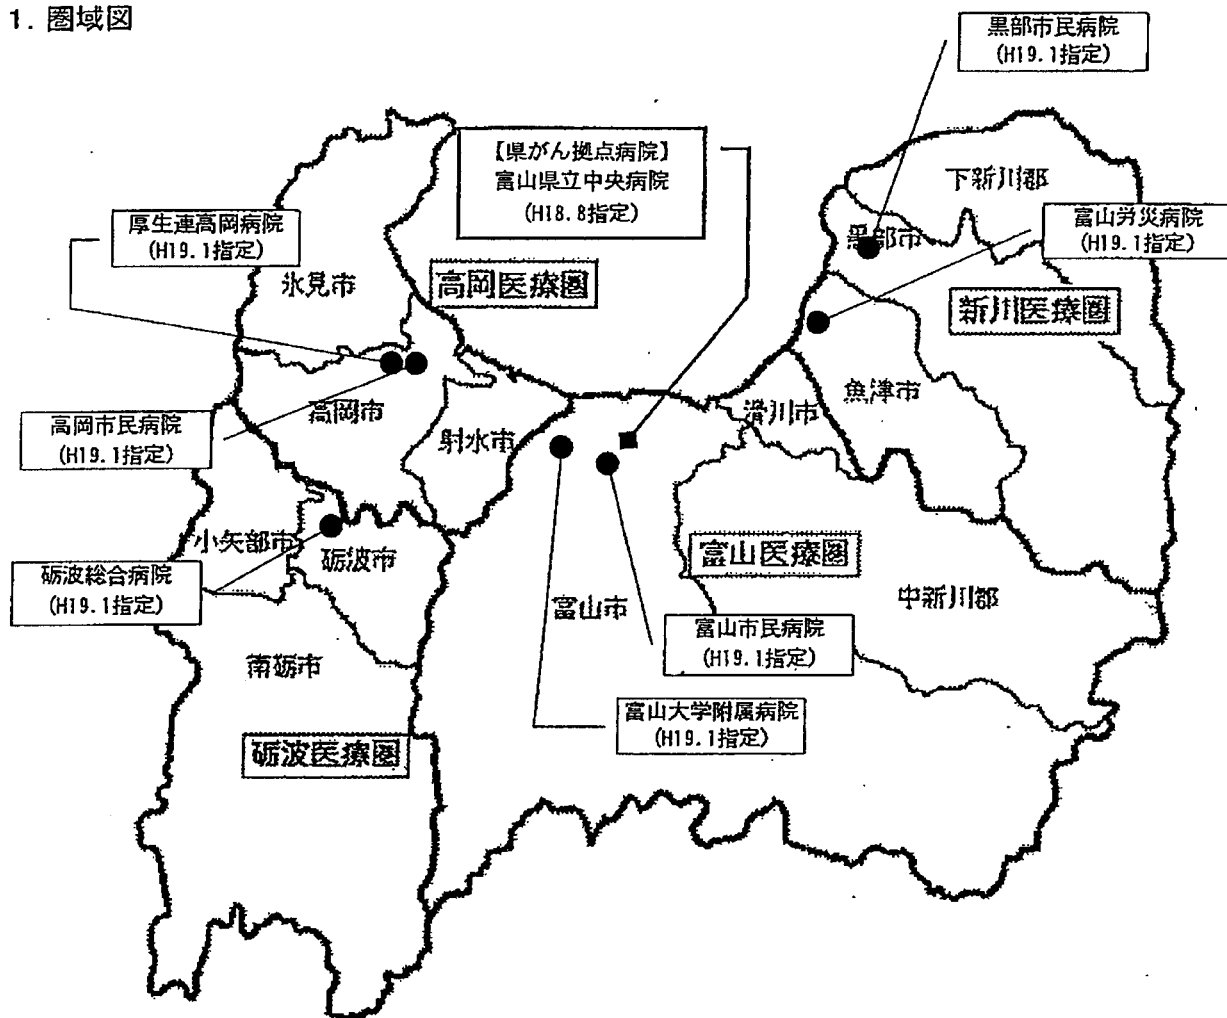 1. 圏域図
黒部市民病院
(H19.1指定)
【県がん拠点病院】
富山県立中央病院
(H18.8指定)
下新川郡
厚生連高岡病院
(H19.1指定)
富山労災病院
(H19.1指定)
黒部市
氷見市
高岡医療圏
新川医療圏
魚津市
滑川市
高岡市
高岡市民病院
(H19.1指定)
射水市
小矢部市
砺波市
富山医療圏
砺波総合病院
(H19.1指定)
富山市
中新川郡
富山市民病院
(H19.1指定)
南砺市
富山大学附属病院
(H19.1指定)
砺波医療圏